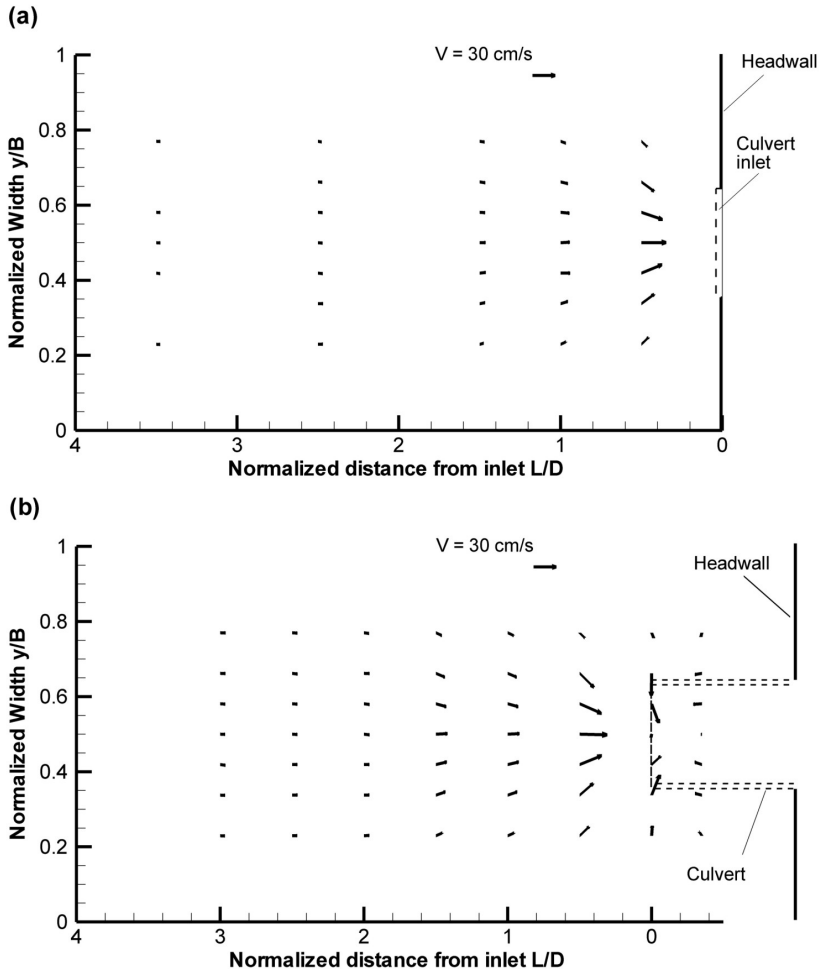 (a)
V = 30 cm/s
Headwall
Culvert
inlet
Normalized Width y/B
1
0.8
0.6
0.4
0.2
0
4
3
2
1
0
Normalized distance from inlet L/D
(b)
V = 30 cm/s
Headwall
Culvert
Normalized Width y/B
1
0.8
0.6
0.4
0.2
0
4
3
2
1
0
Normalized distance from inlet L/D